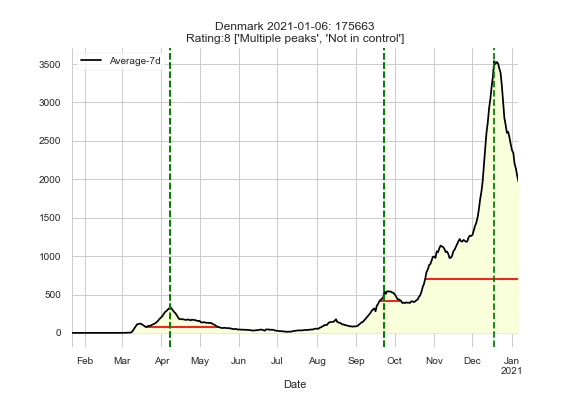 Denmark 2021-01-06: 175663
Rating:8 ['Multiple peaks', 'Not in control']
Average-7d
3500
3000
2500
2000
1500
1000
500
0
Feb Mar Apr May Jun Jul Aug Sep Oct Nov Dec Jan
2021
Date